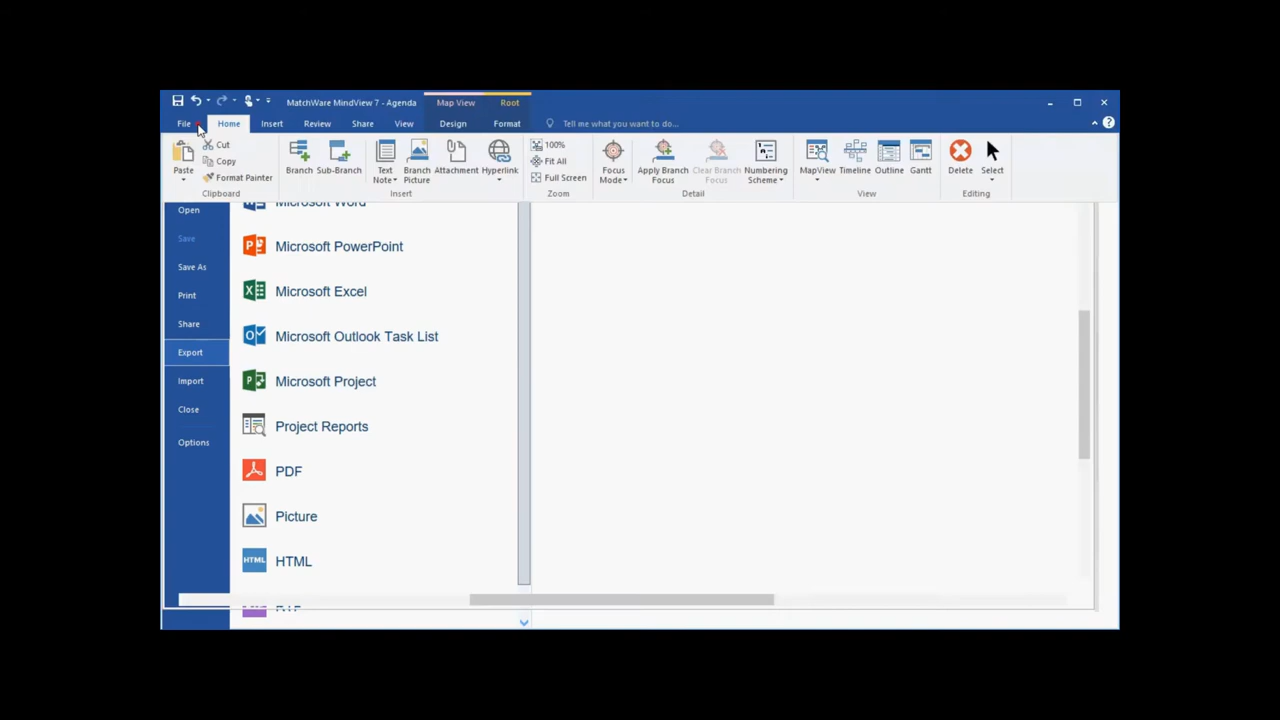 MatchWare MindView 7 - Agenda
Map View
Root
File
Home
Insert
Review
Share
View
Design
Format
Tell me what you want to do...
Paste
Cut
Copy
Format Painter
Clipboard
Branch
Sub-Branch
Text Note
Branch Picture
Attachment
Hyperlink
Insert
100%
Fit All
Full Screen
Zoom
Focus Mode
Apply Branch Focus
Clear Branch Focus
Numbering Scheme
Detail
MapView
Timeline
Outline
Gantt
View
Delete
Select
Editing
Open
Save
Save As
Print
Share
Export
Import
Close
Options
Microsoft Word
Microsoft PowerPoint
Microsoft Excel
Microsoft Outlook Task List
Microsoft Project
Project Reports
PDF
Picture
HTML
HTML